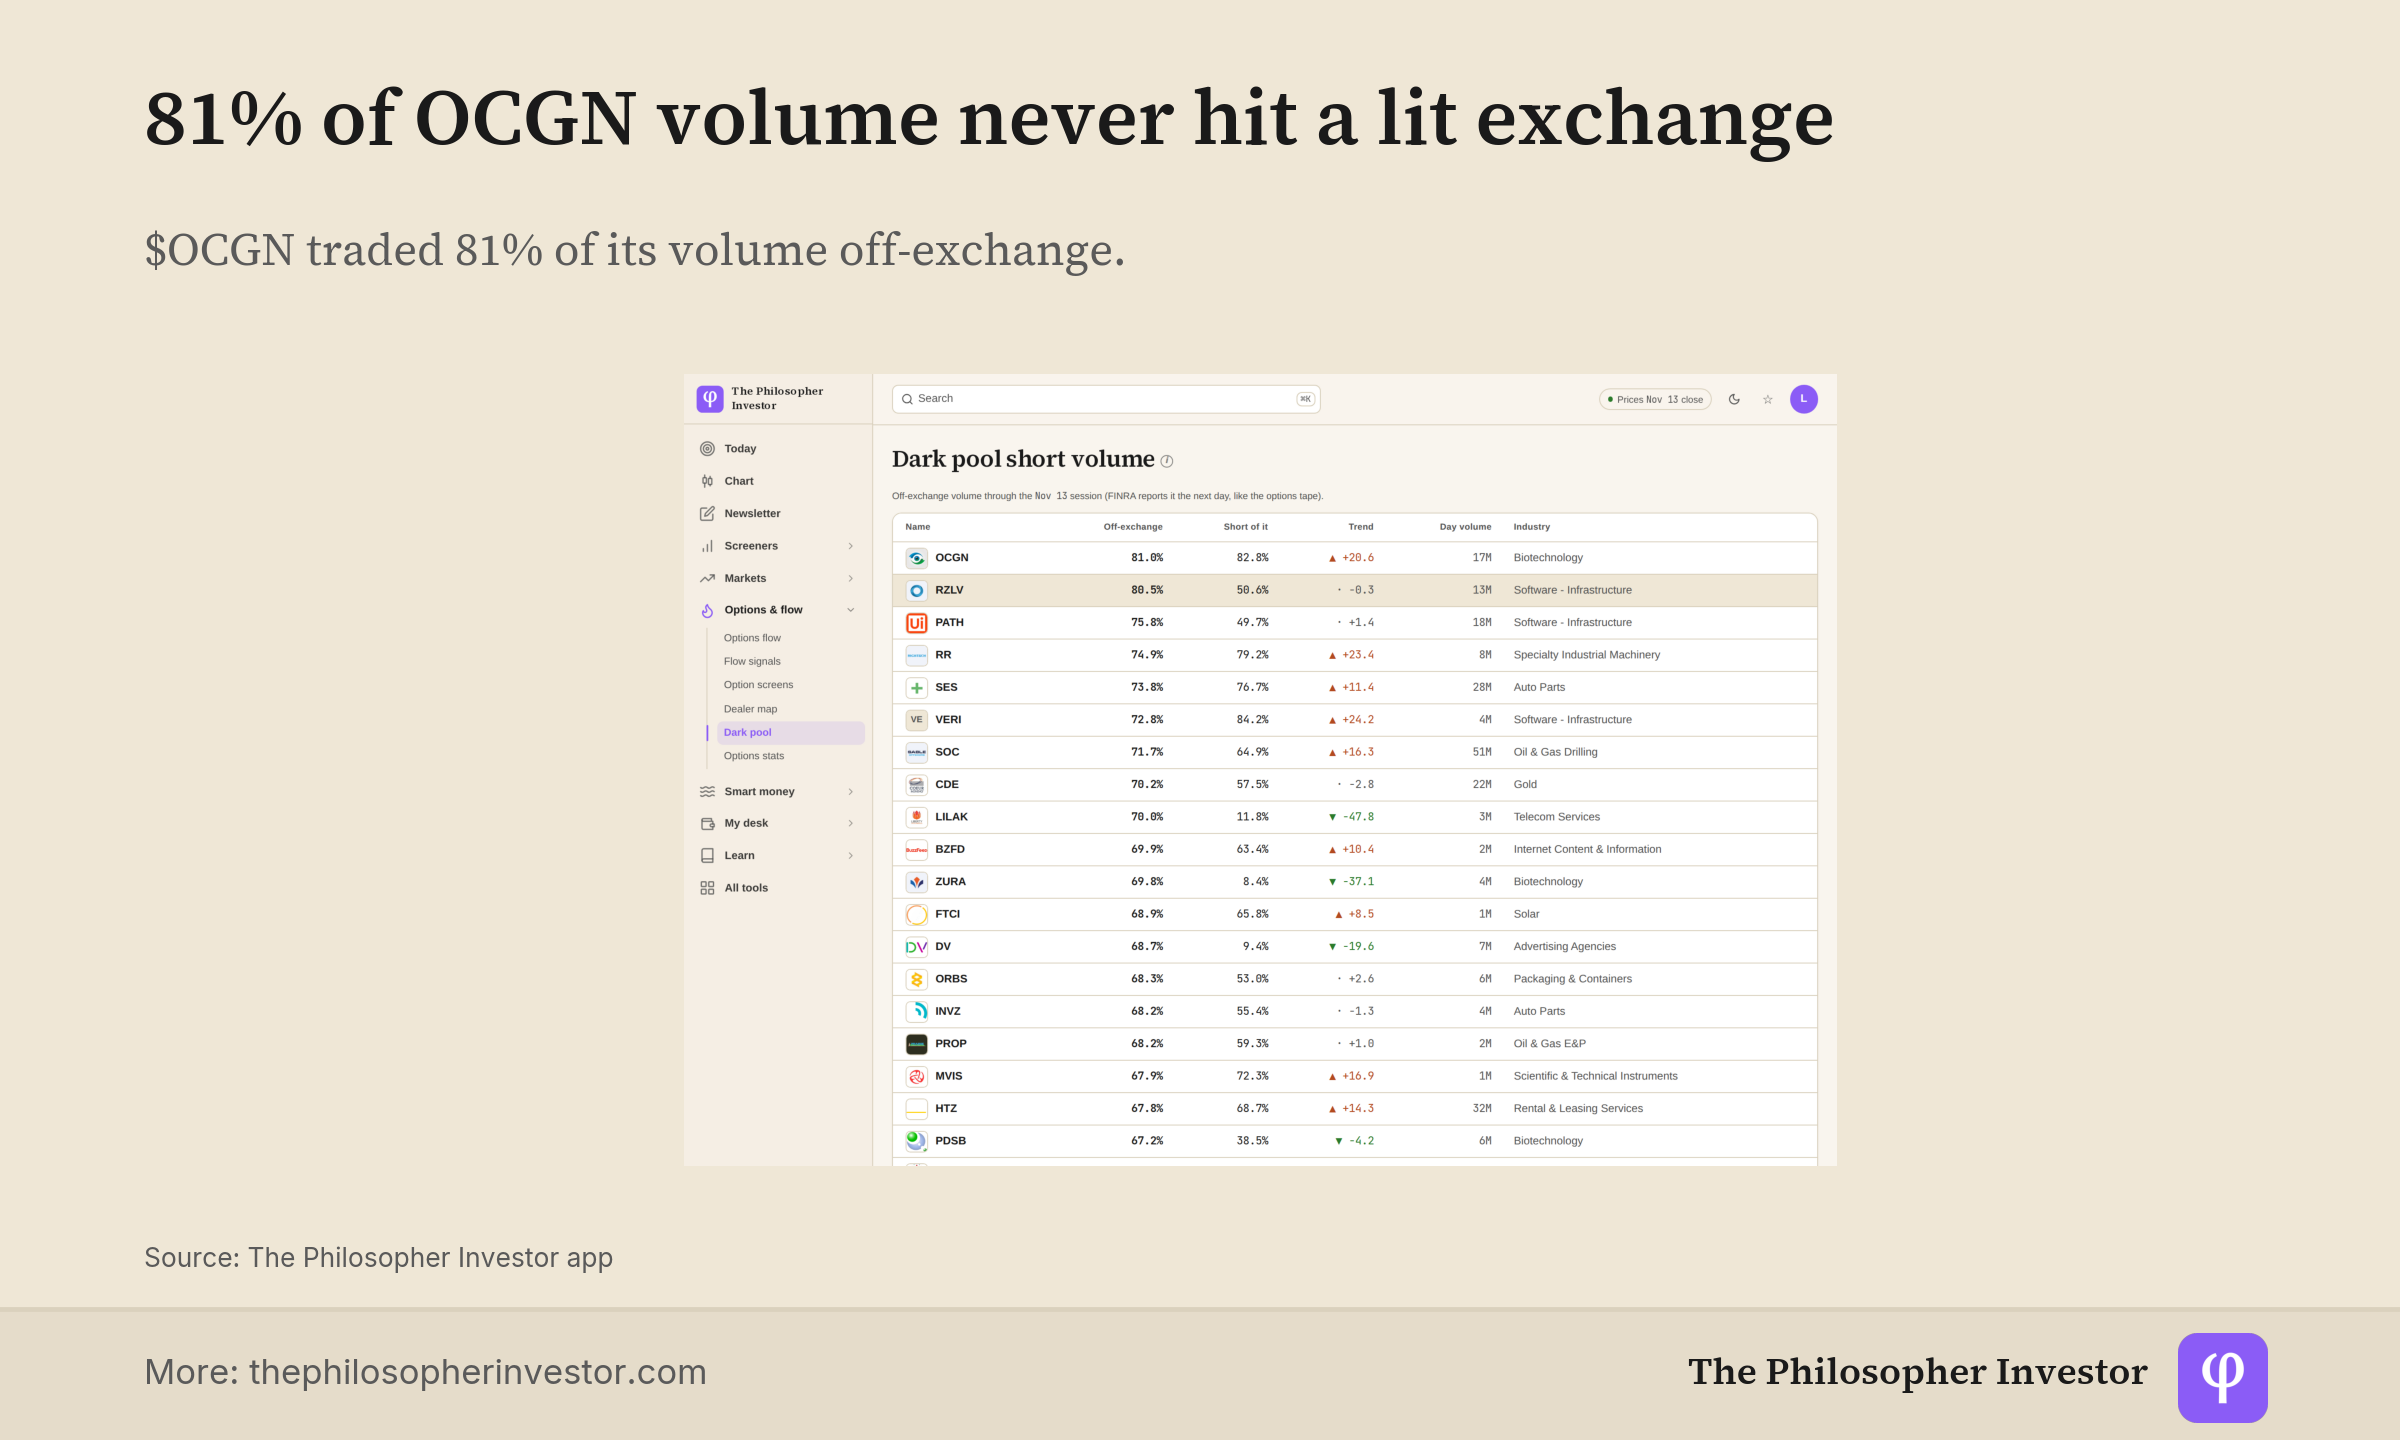 81% of OCGN volume never hit a lit exchange
$OCGN traded 81% of its volume off-exchange.
φ The Philosopher Investor
Search ⌘K Prices Nov 13 close ☆ L
Today
Chart
Newsletter
Screeners
Markets
Options & flow
Options flow
Flow signals
Option screens
Dealer map
Dark pool
Options stats
Smart money
My desk
Learn
All tools
Dark pool short volume i
Off-exchange volume through the Nov 13 session (FINRA reports it the next day, like the options tape).
Name Off-exchange Short of it Trend Day volume Industry
OCGN 81.0% 82.8% ▲ +20.6 17M Biotechnology
RZLV 80.5% 50.6% · -0.3 13M Software - Infrastructure
Ui PATH 75.8% 49.7% · +1.4 18M Software - Infrastructure
RR 74.9% 79.2% ▲ +23.4 8M Specialty Industrial Machinery
SES 73.8% 76.7% ▲ +11.4 28M Auto Parts
VE VERI 72.8% 84.2% ▲ +24.2 4M Software - Infrastructure
SOC 71.7% 64.9% ▲ +16.3 51M Oil & Gas Drilling
CDE 70.2% 57.5% · -2.8 22M Gold
LILAK 70.0% 11.8% ▼ -47.8 3M Telecom Services
BuzzFeed BZFD 69.9% 63.4% ▲ +10.4 2M Internet Content & Information
ZURA 69.8% 8.4% ▼ -37.1 4M Biotechnology
FTCI 68.9% 65.8% ▲ +8.5 1M Solar
DV DV 68.7% 9.4% ▼ -19.6 7M Advertising Agencies
ORBS 68.3% 53.0% · +2.6 6M Packaging & Containers
INVZ 68.2% 55.4% · -1.3 4M Auto Parts
PROP 68.2% 59.3% · +1.0 2M Oil & Gas E&P
MVIS 67.9% 72.3% ▲ +16.9 1M Scientific & Technical Instruments
HTZ 67.8% 68.7% ▲ +14.3 32M Rental & Leasing Services
PDSB 67.2% 38.5% ▼ -4.2 6M Biotechnology
Source: The Philosopher Investor app
More: thephilosopherinvestor.com
The Philosopher Investor φ